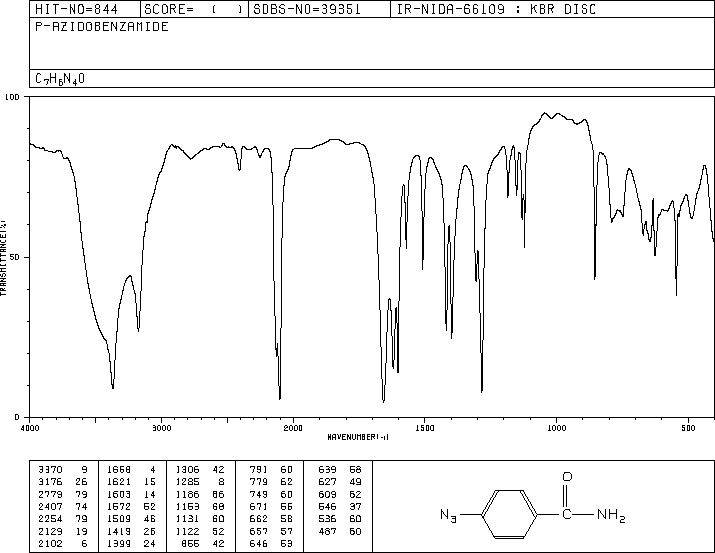 HIT-NO=844 SCORE= ( ) SDBS-NO=39351 IR-NIDA-66109 : KBR DISC
P-AZIDOBENZAMIDE
C7H6N4O
100
50
0
TRANSMITTANCE(%)
4000 3000 2000 1500 1000 500
WAVENUMBER(-1)
3370 9 1658 4 1306 42 791 60 639 58
3176 26 1621 15 1285 8 779 62 627 49
2779 79 1603 14 1186 66 749 60 609 62
2407 74 1572 52 1153 68 671 55 546 37
2254 79 1509 46 1131 60 662 58 536 60
2129 19 1419 26 1122 52 657 57 487 60
2102 6 1399 24 855 42 646 53
O
N3 C NH2